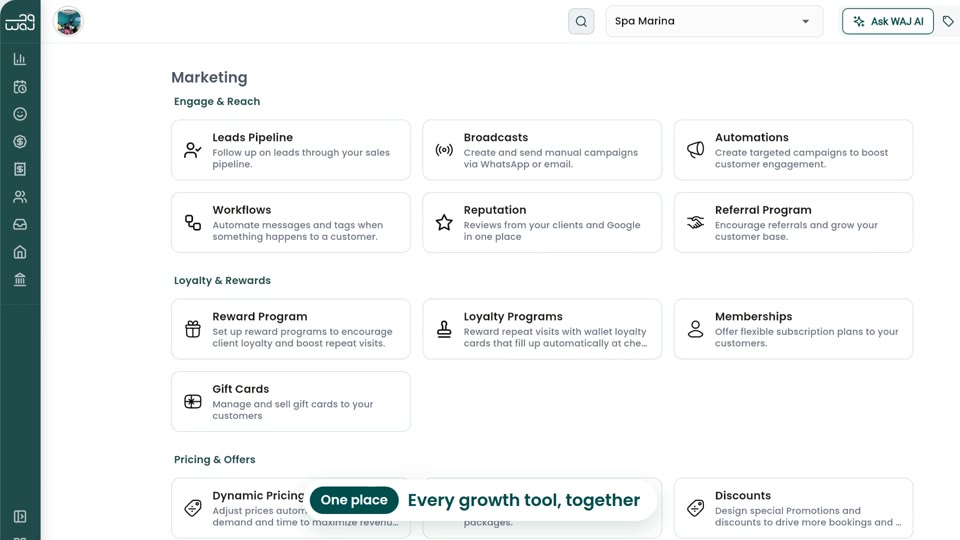 waj
Spa Marina
Ask WAJ AI
Marketing
Engage & Reach
Leads Pipeline
Follow up on leads through your sales
pipeline.
Broadcasts
Create and send manual campaigns
via WhatsApp or email.
Automations
Create targeted campaigns to boost
customer engagement.
Workflows
Automate messages and tags when
something happens to a customer.
Reputation
Reviews from your clients and Google
in one place
Referral Program
Encourage referrals and grow your
customer base.
Loyalty & Rewards
Reward Program
Set up reward programs to encourage
client loyalty and boost repeat visits.
Loyalty Programs
Reward repeat visits with wallet loyalty
cards that fill up automatically at che...
Memberships
Offer flexible subscription plans to your
customers.
Gift Cards
Manage and sell gift cards to your
customers
Pricing & Offers
Dynamic Pricing
Adjust prices
demand and time to maximize revenu...
One place
Every growth tool, together
packages.
Discounts
Design special Promotions and
discounts to drive more bookings and ...